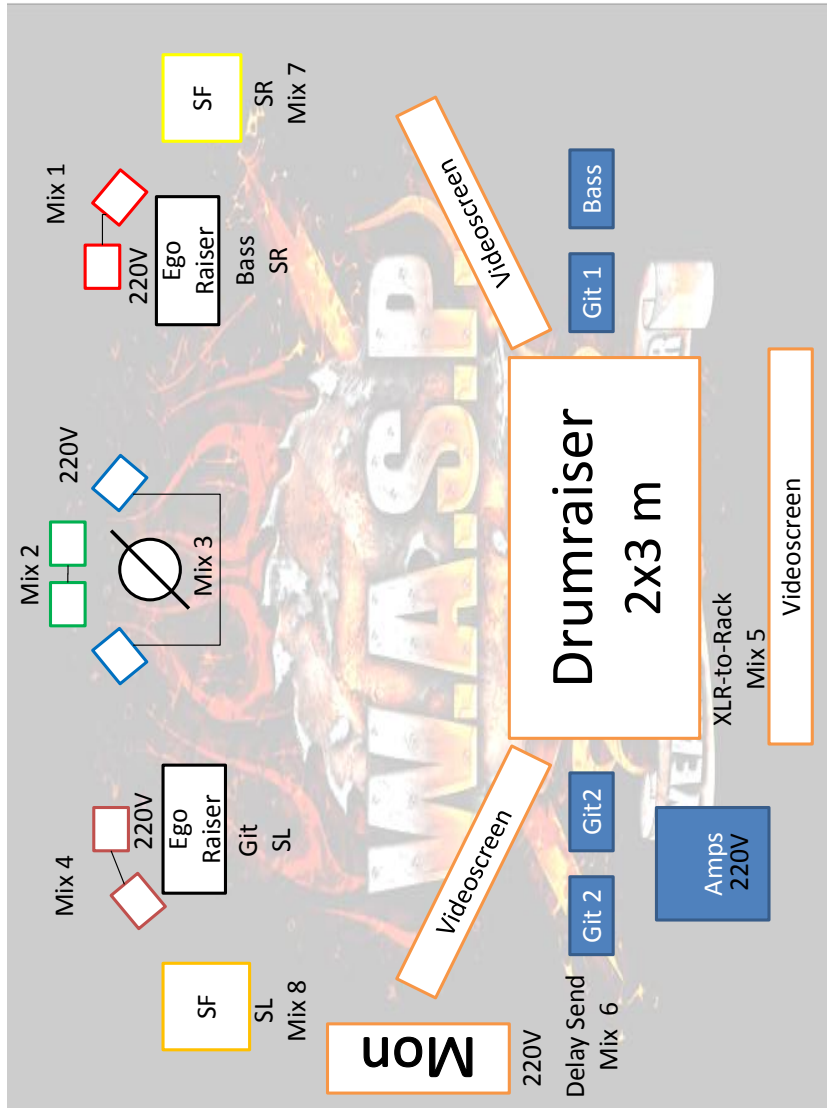 Mix 2
Mix 4
220V
Mix 1
220V
220V
SF
SL
Mix 8
Ego
Raiser
Git
SL
Mix 3
Ego
Raiser
Bass
SR
SF
SR
Mix 7
W.A.S.P.
Mon
220V
Videoscreen
Videoscreen
Delay Send
Mix 6
Git 2
Git2
Drumraiser
2x3 m
Git 1
Bass
Amps
220V
XLR-to-Rack
Mix 5
Videoscreen